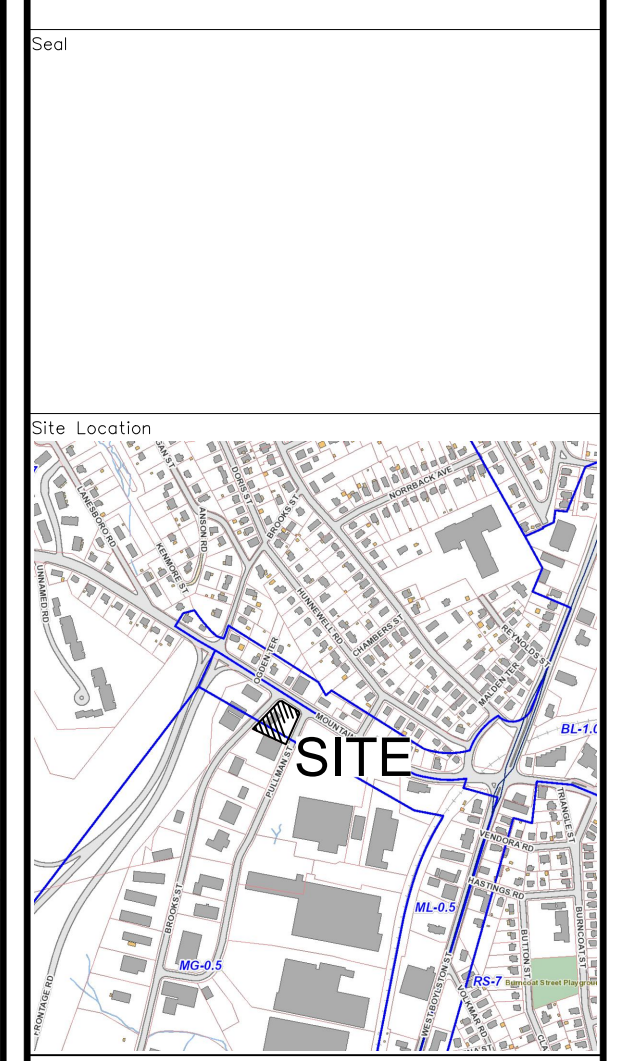 Seal
Site Location
DORIS ST
NORRBACK AVE
LANESBORO RD
ANSON RD
BROOKS ST
KENMORE ST
UNNAMED RD
HUNNEWELL RD
CHAMBERS ST
REYNOLDS ST
OGDEN TER
MALDEN TER
MOUNTAIN
BL-1.0
SITE
PULLMAN ST
TRIANGLE ST
VENDORA RD
HASTINGS RD
BROOKS ST
ML-0.5
BUTTON ST
BURNCOAT ST
WEST BOYLSTON ST
MG-0.5
RS-7
Burncoat Street Playgrou
FRONTAGE RD
VOLKMAR RD